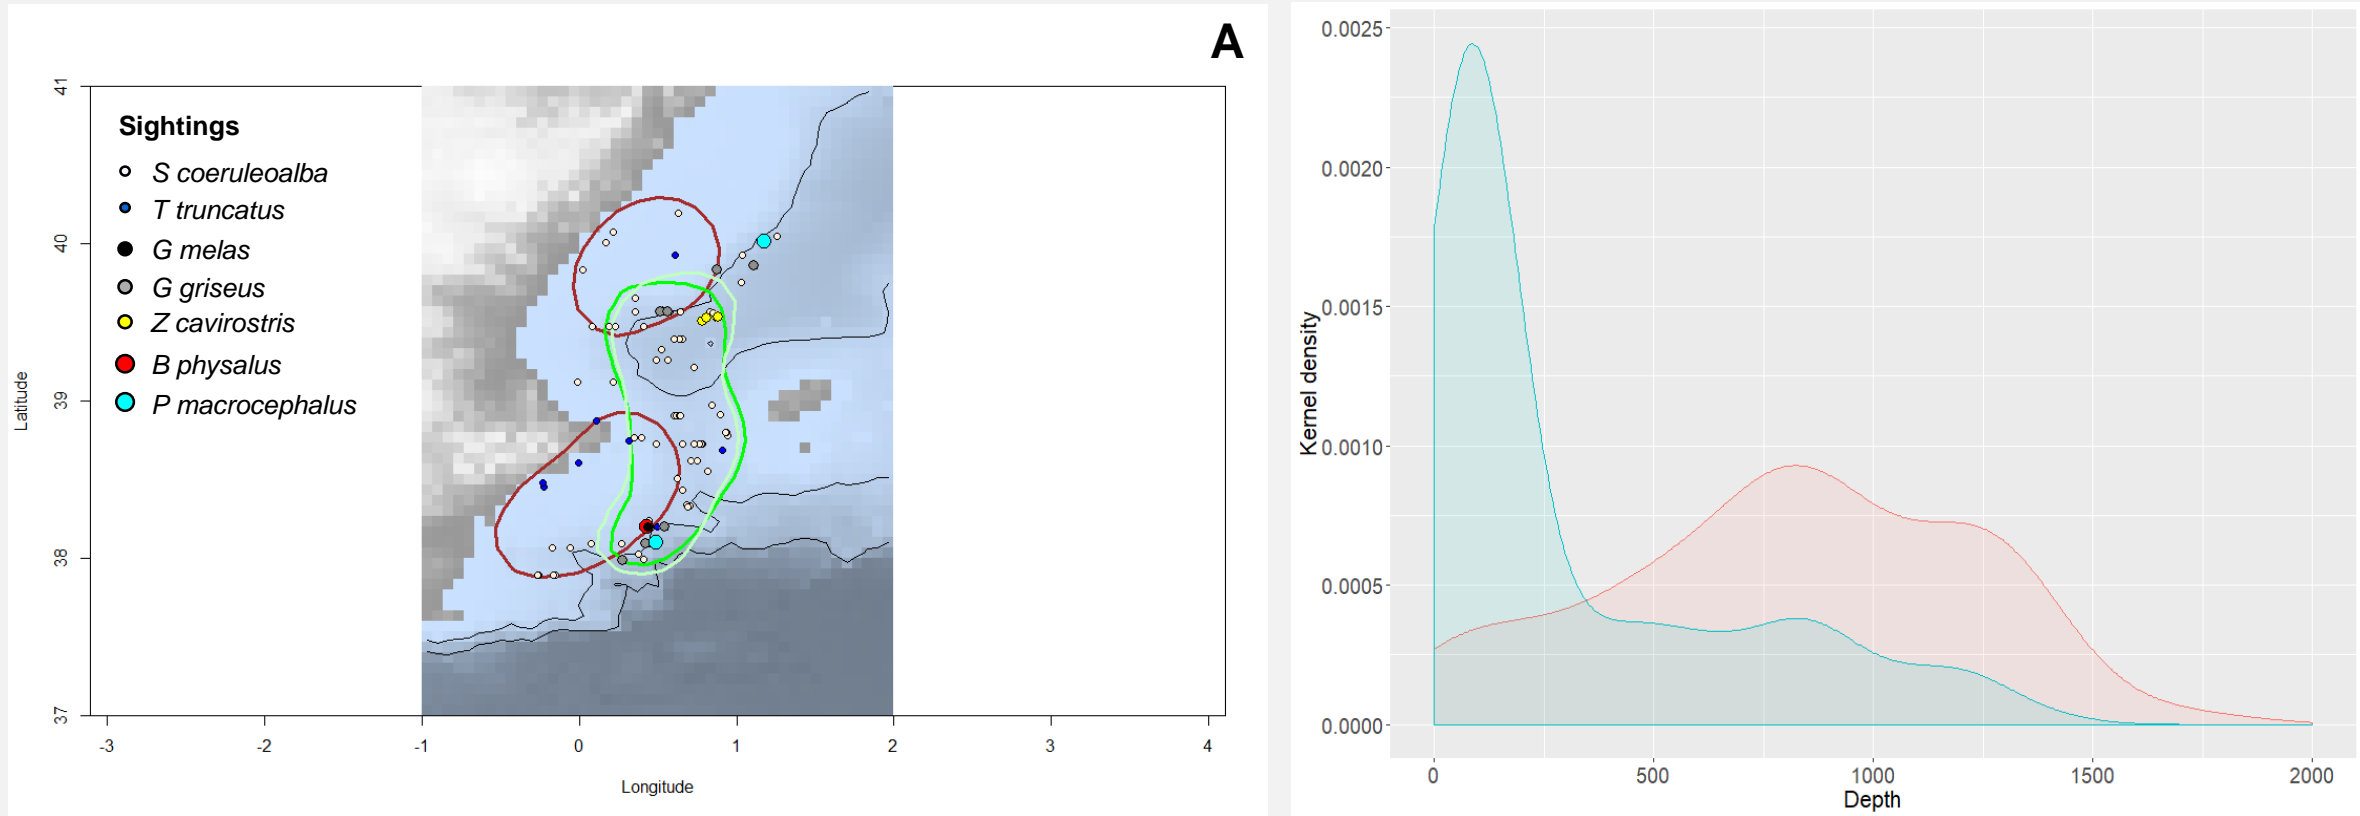 A
Sightings
S coeruleoalba
T truncatus
G melas
G griseus
Z cavirostris
B physalus
P macrocephalus
41
40
39
38
37
Latitude
-3 -2 -1 0 1 2 3 4
Longitude
0.0025
0.0020
0.0015
0.0010
0.0005
0.0000
Kernel density
0 500 1000 1500 2000
Depth